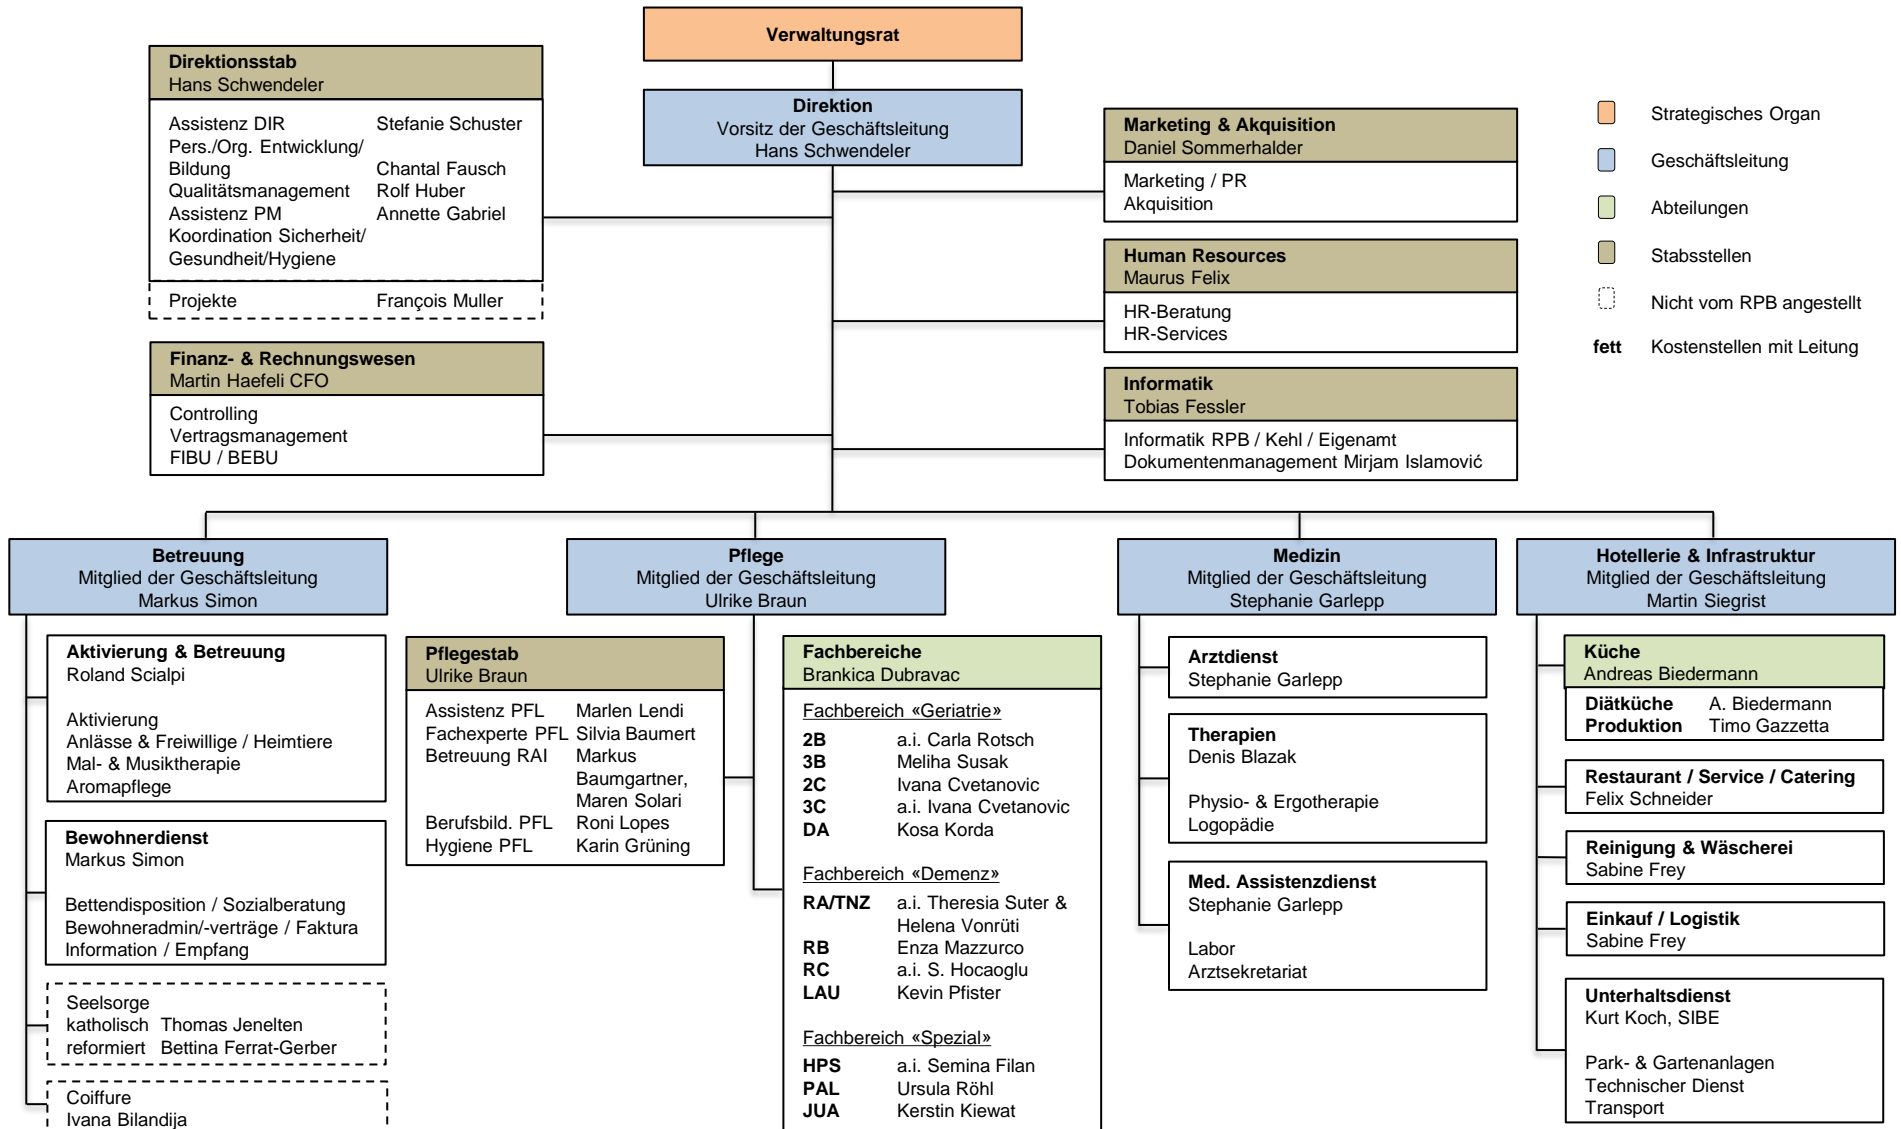 Verwaltungsrat
Direktionsstab
Hans Schwendeler
Assistenz DIR Stefanie Schuster
Pers./Org. Entwicklung/
Bildung Chantal Fausch
Qualitätsmanagement Rolf Huber
Assistenz PM Annette Gabriel
Koordination Sicherheit/
Gesundheit/Hygiene
Projekte François Muller
Direktion
Vorsitz der Geschäftsleitung
Hans Schwendeler
Marketing & Akquisition
Daniel Sommerhalder
Marketing / PR
Akquisition
Human Resources
Maurus Felix
HR-Beratung
HR-Services
Informatik
Tobias Fessler
Informatik RPB / Kehl / Eigenamt
Dokumentenmanagement Mirjam Islamović
Strategisches Organ
Geschäftsleitung
Abteilungen
Stabsstellen
Nicht vom RPB angestellt
fett Kostenstellen mit Leitung
Finanz- & Rechnungswesen
Martin Haefeli CFO
Controlling
Vertragsmanagement
FIBU / BEBU
Betreuung
Mitglied der Geschäftsleitung
Markus Simon
Aktivierung & Betreuung
Roland Scialpi
Aktivierung
Anlässe & Freiwillige / Heimtiere
Mal- & Musiktherapie
Aromapflege
Bewohnerdienst
Markus Simon
Bettendisposition / Sozialberatung
Bewohneradmin/-verträge / Faktura
Information / Empfang
Seelsorge
katholisch Thomas Jenelten
reformiert Bettina Ferrat-Gerber
Coiffure
Ivana Bilandija
Pflege
Mitglied der Geschäftsleitung
Ulrike Braun
Pflegestab
Ulrike Braun
Assistenz PFL Marlen Lendi
Fachexperte PFL Silvia Baumert
Betreuung RAI Markus
Baumgartner,
Maren Solari
Berufsbild. PFL Roni Lopes
Hygiene PFL Karin Grüning
Fachbereiche
Brankica Dubravac
Fachbereich «Geriatrie»
2B a.i. Carla Rotsch
3B Meliha Susak
2C Ivana Cvetanovic
3C a.i. Ivana Cvetanovic
DA Kosa Korda
Fachbereich «Demenz»
RA/TNZ a.i. Theresia Suter &
Helena Vonrüti
RB Enza Mazzurco
RC a.i. S. Hocaoglu
LAU Kevin Pfister
Fachbereich «Spezial»
HPS a.i. Semina Filan
PAL Ursula Röhl
JUA Kerstin Kiewat
Medizin
Mitglied der Geschäftsleitung
Stephanie Garlepp
Arztdienst
Stephanie Garlepp
Therapien
Denis Blazak
Physio- & Ergotherapie
Logopädie
Med. Assistenzdienst
Stephanie Garlepp
Labor
Arztsekretariat
Hotellerie & Infrastruktur
Mitglied der Geschäftsleitung
Martin Siegrist
Küche
Andreas Biedermann
Diätküche A. Biedermann
Produktion Timo Gazzetta
Restaurant / Service / Catering
Felix Schneider
Reinigung & Wäscherei
Sabine Frey
Einkauf / Logistik
Sabine Frey
Unterhaltsdienst
Kurt Koch, SIBE
Park- & Gartenanlagen
Technischer Dienst
Transport